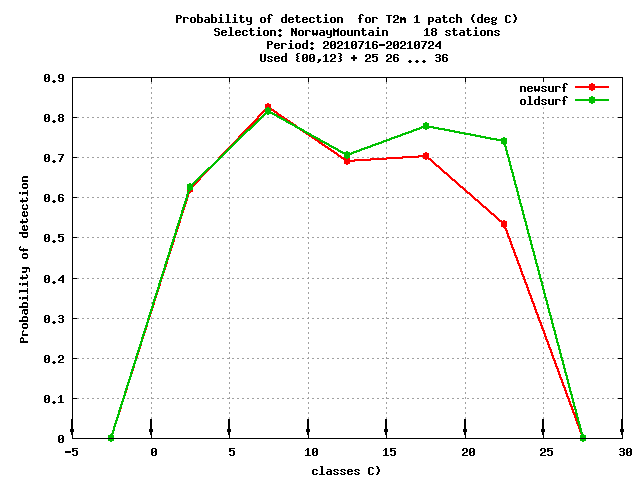 Probability of detection  for T2m 1 patch (deg C)
Selection: NorwayMountain     18 stations
Period: 20210716-20210724
Used {00,12} + 25 26 ... 36
newsurf
oldsurf
Probability of detection
0.9
0.8
0.7
0.6
0.5
0.4
0.3
0.2
0.1
0
-5 0 5 10 15 20 25 30
classes C)